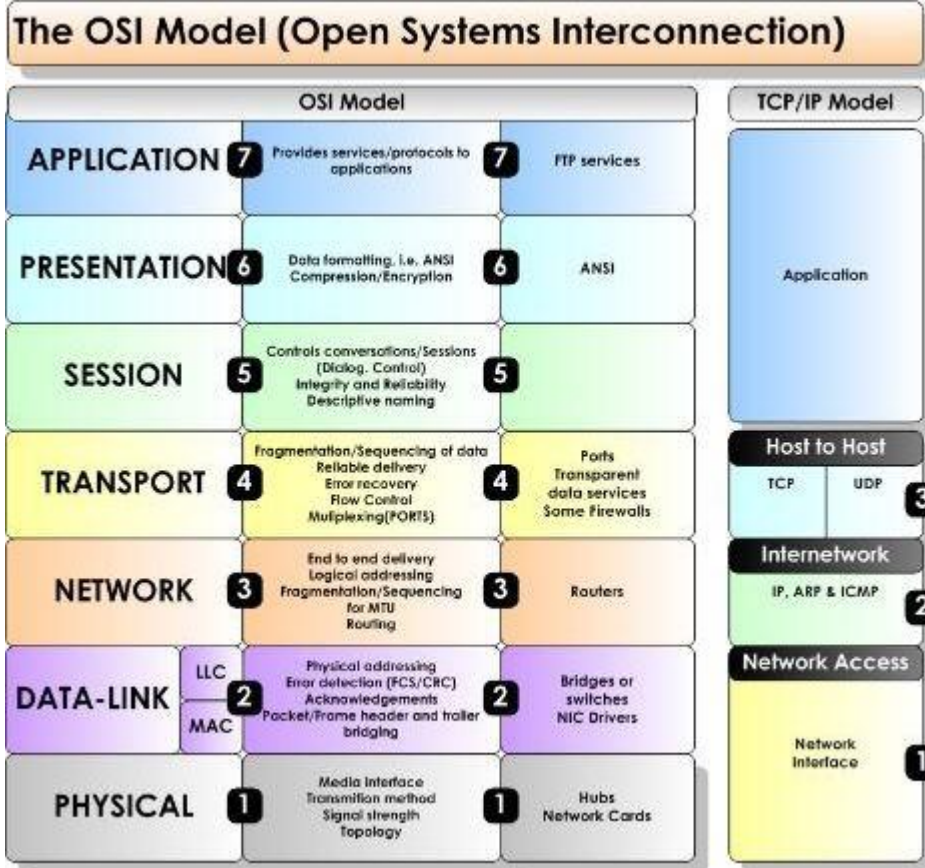 The OSI Model (Open Systems Interconnection)
OSI Model
TCP/IP Model
APPLICATION
7
Provides services/protocols to
applications
7
FTP services
PRESENTATION
6
Data formatting, i.e. ANSI
Compression/Encryption
6
ANSI
SESSION
5
Controls conversations/Sessions
(Dialog. Control)
Integrity and Reliability
Descriptive naming
5
TRANSPORT
4
Fragmentation/Sequencing of data
Reliable delivery
Error recovery
Flow Control
Muliplexing(PORTS)
4
Ports
Transparent
data services
Some Firewalls
NETWORK
3
End to end delivery
Logical addressing
Fragmentation/Sequencing
for MTU
Routing
3
Routers
DATA-LINK
LLC
MAC
2
Physical addressing
Error detection (FCS/CRC)
Acknowledgements
Packet/Frame header and trailer
bridging
2
Bridges or
switches
NIC Drivers
PHYSICAL
1
Media Interface
Transmition method
Signal strength
Topology
1
Hubs
Network Cards
Application
Host to Host
TCP
UDP
3
Internetwork
IP, ARP & ICMP
2
Network Access
Network
Interface
1